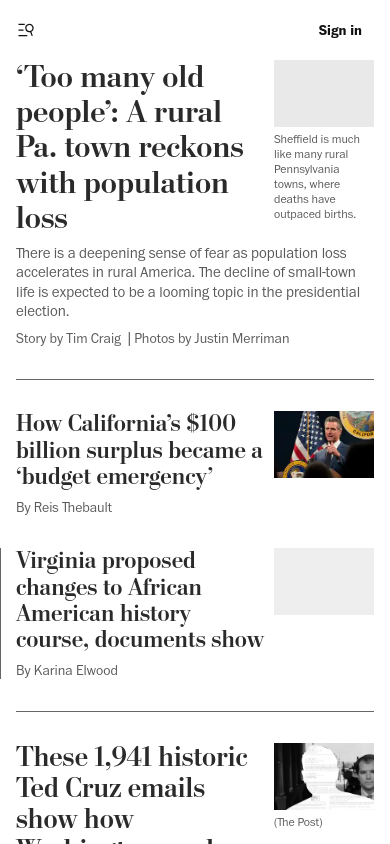 Sign in
‘Too many old
people’: A rural
Pa. town reckons
with population
loss
Sheffield is much
like many rural
Pennsylvania
towns, where
deaths have
outpaced births.
There is a deepening sense of fear as population loss
accelerates in rural America. The decline of small-town
life is expected to be a looming topic in the presidential
election.
Story by Tim Craig | Photos by Justin Merriman
How California’s $100
billion surplus became a
‘budget emergency’
By Reis Thebault
Virginia proposed
changes to African
American history
course, documents show
By Karina Elwood
These 1,941 historic
Ted Cruz emails
show how
(The Post)